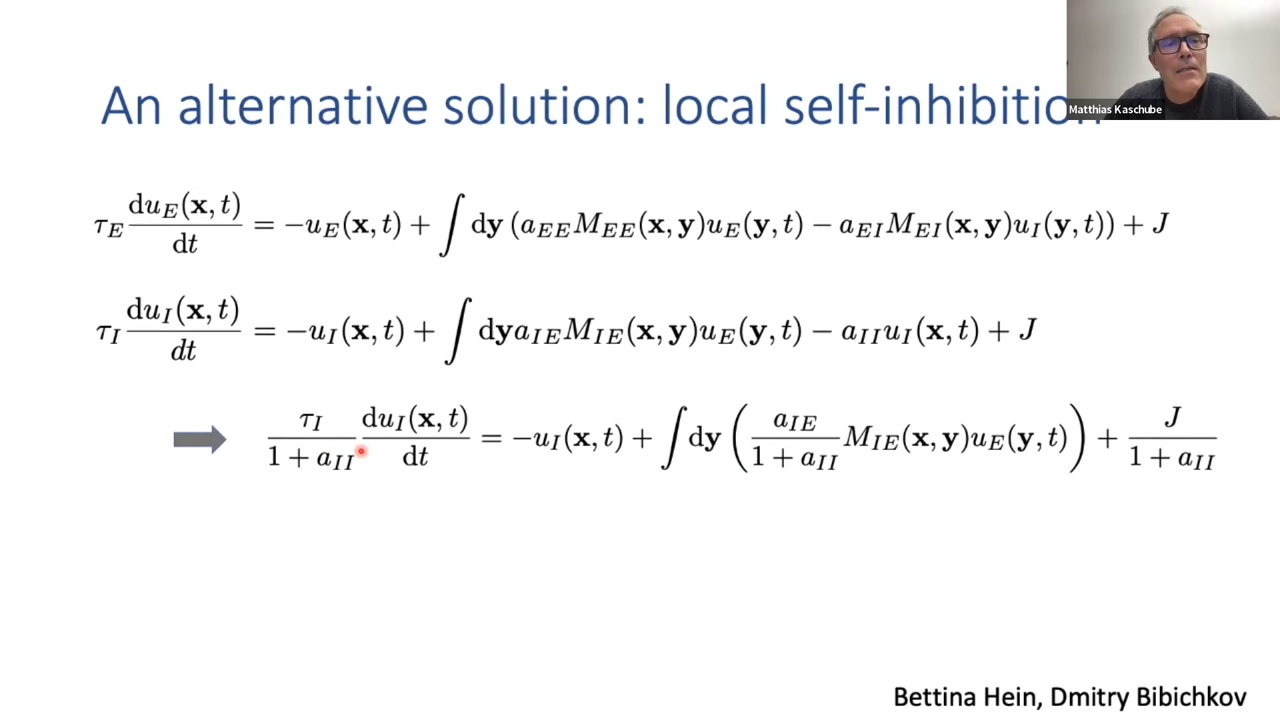 An alternative solution: local self-inhibition
Matthias Kaschube
τ_E du_E(𝐱, t)/dt = −u_E(𝐱, t) + ∫ d𝐲 (a_EE M_EE(𝐱, 𝐲)u_E(𝐲, t) − a_EI M_EI(𝐱, 𝐲)u_I(𝐲, t)) + J
τ_I du_I(𝐱, t)/dt = −u_I(𝐱, t) + ∫ d𝐲a_IE M_IE(𝐱, 𝐲)u_E(𝐲, t) − a_II u_I(𝐱, t) + J
τ_I/(1 + a_II) du_I(𝐱, t)/dt = −u_I(𝐱, t) + ∫ d𝐲 (a_IE/(1 + a_II) M_IE(𝐱, 𝐲)u_E(𝐲, t)) + J/(1 + a_II)
Bettina Hein, Dmitry Bibichkov